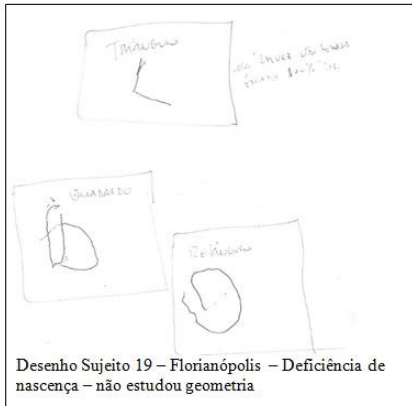 TRIÂNGULO
QUADRADO
RETÂNGULO
Desenho Sujeito 19 – Florianópolis – Deficiência de
nascença – não estudou geometria